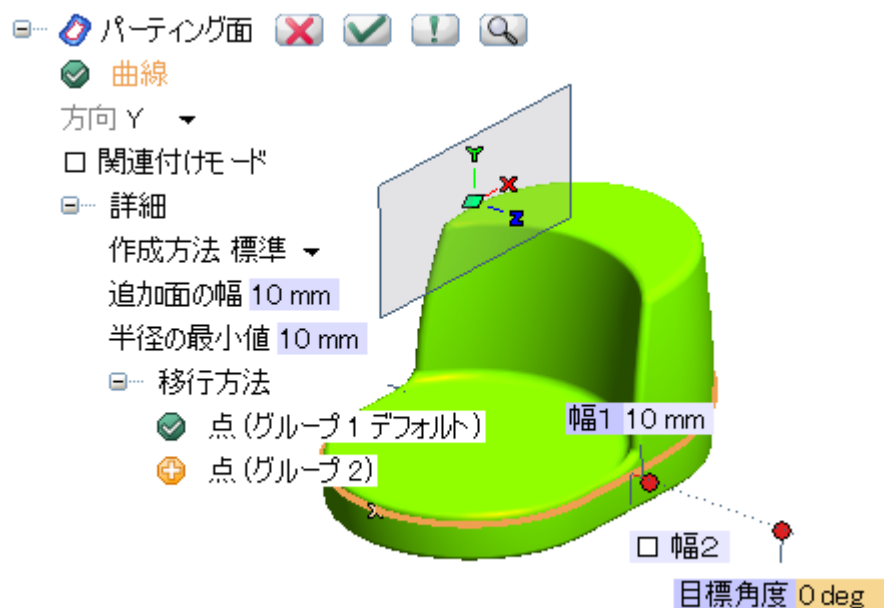 パーティング面
曲線
方向 Y
関連付けモード
Y
X
Z
詳細
作成方法 標準
追加面の幅 10 mm
半径の最小値 10 mm
移行方法
幅1 10 mm
点 (グループ 1 デフォルト)
点 (グループ 2)
幅2
目標角度 0 deg